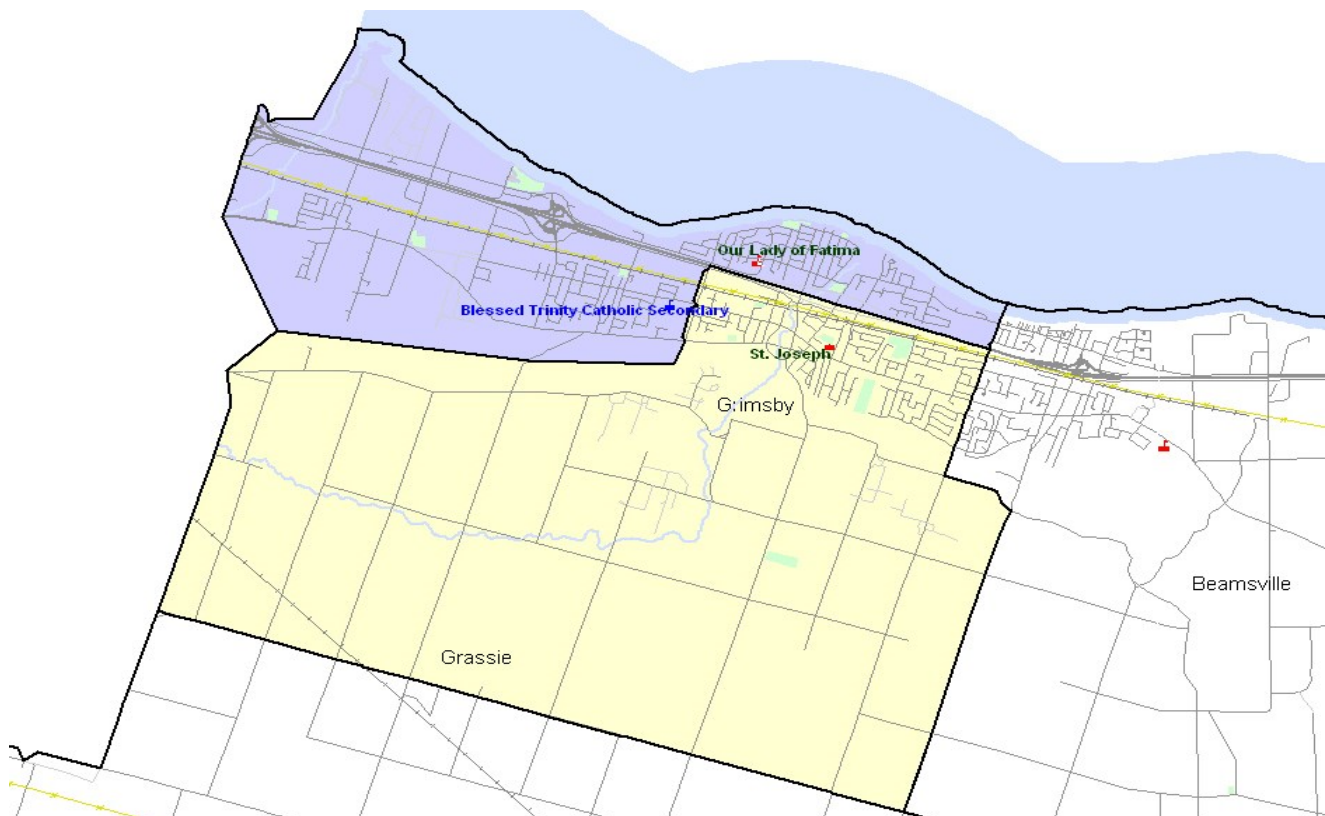 Our Lady of Fatima
Blessed Trinity Catholic Secondary
St. Joseph
Grimsby
Beamsville
Grassie